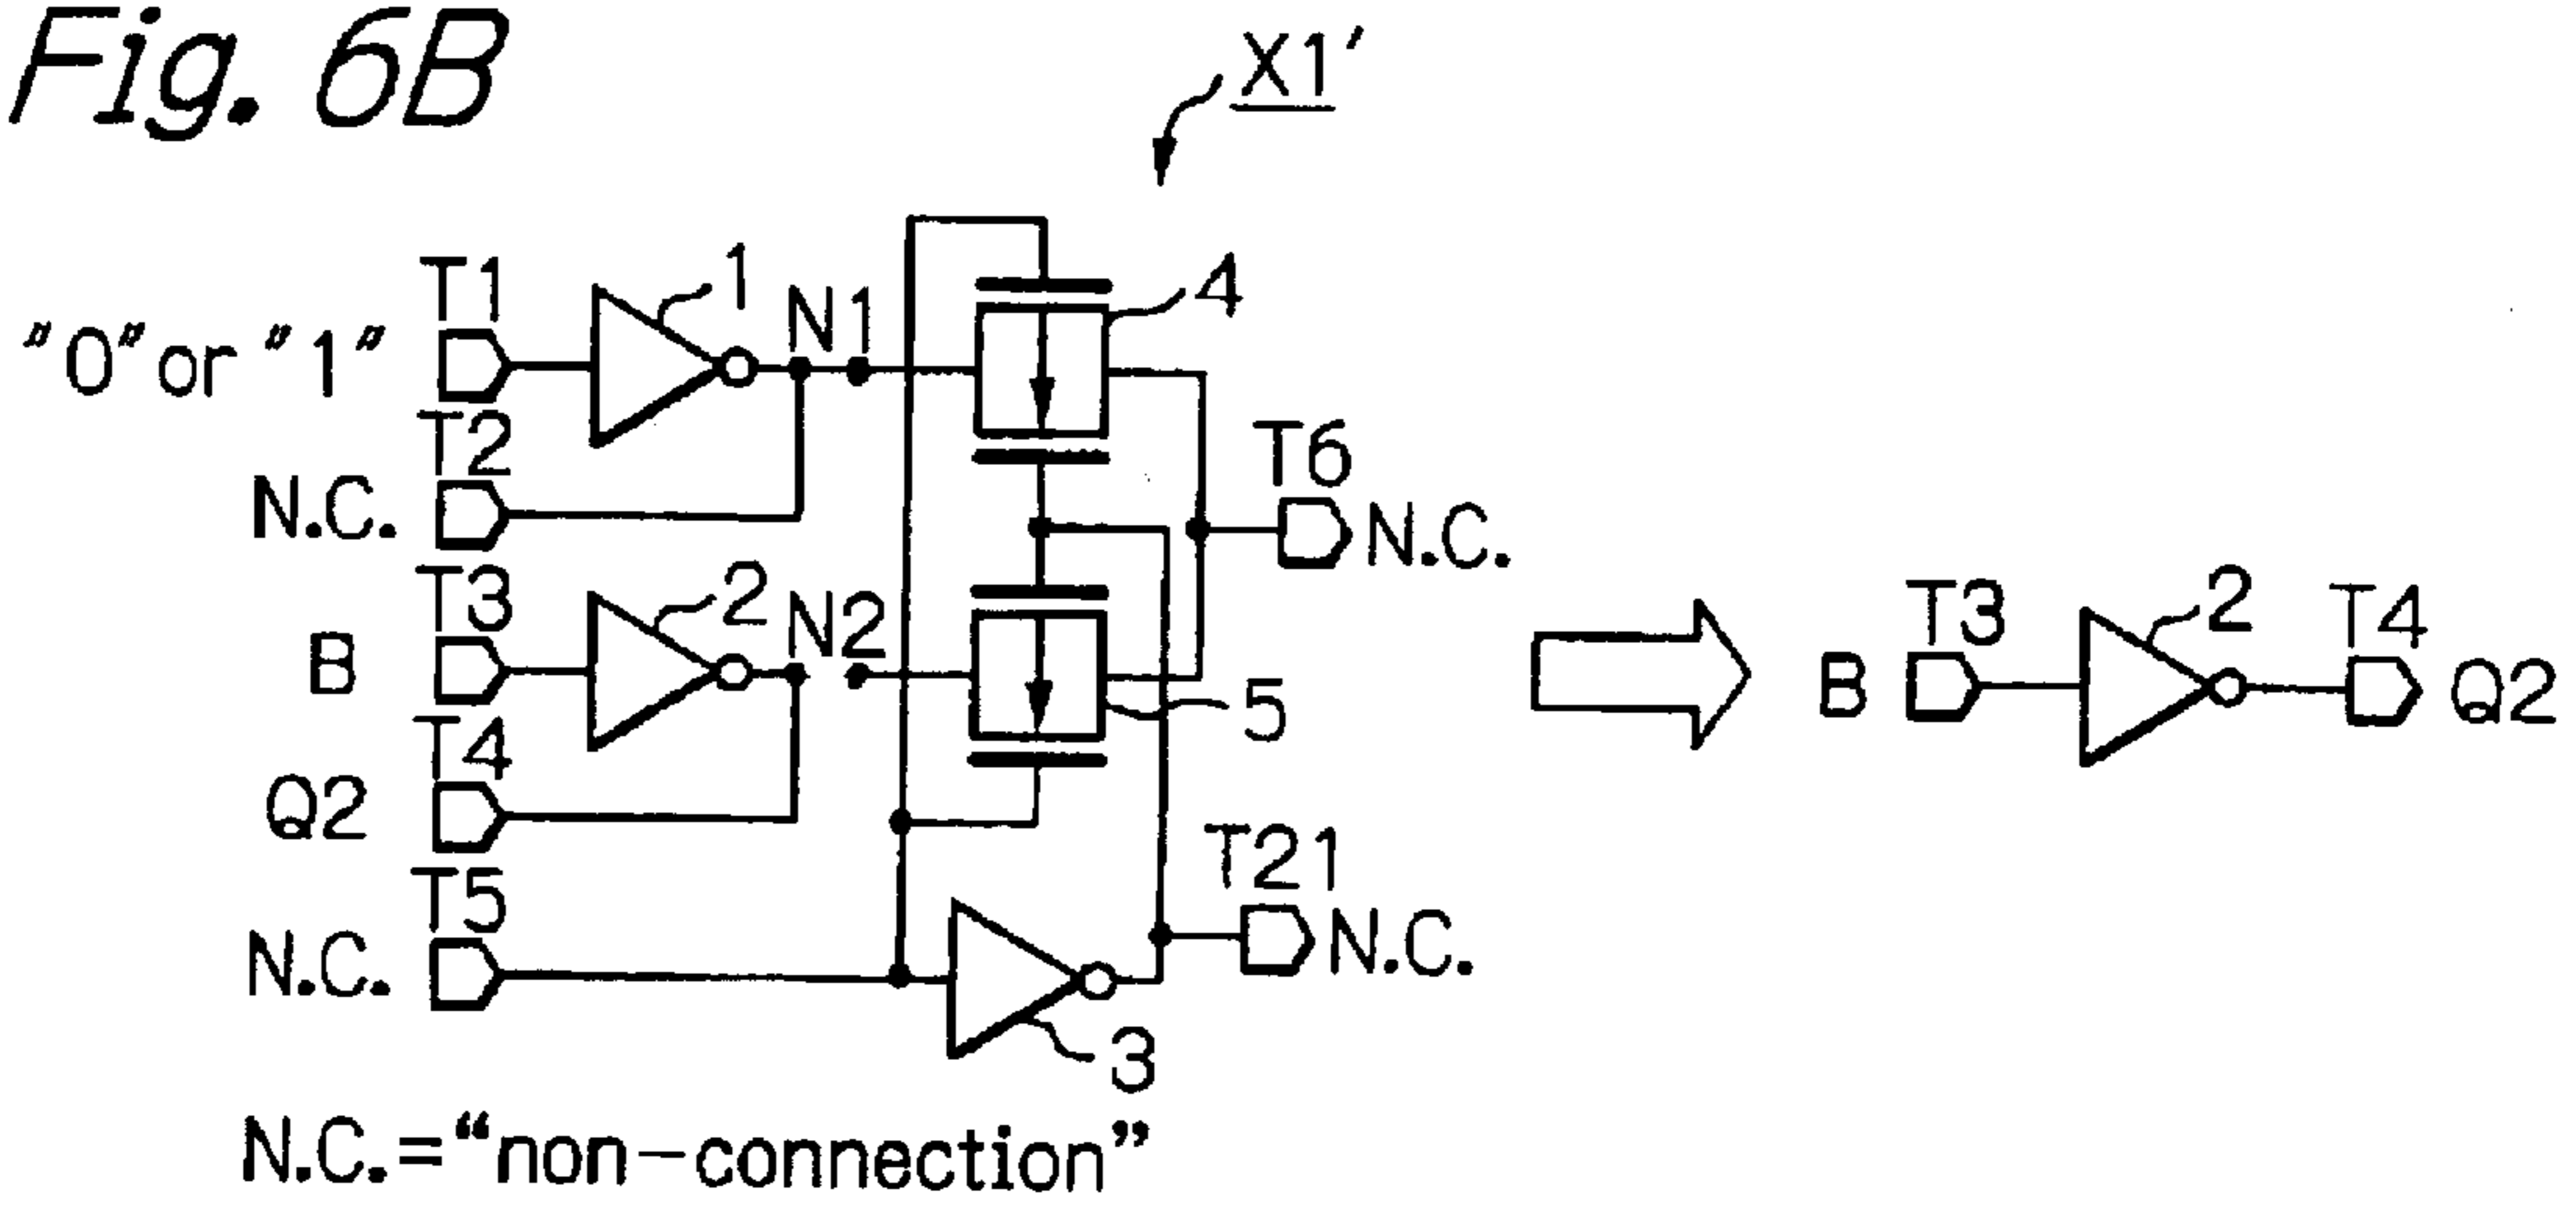 Fig. 6B
X1'
T1
1
N1
4
"0" or "1"
T2
T6
N.C.
N.C.
T3
2
N2
T3
2
T4
B
5
B
Q2
T4
Q2
T21
T5
N.C.
N.C.
3
N.C.="non-connection"